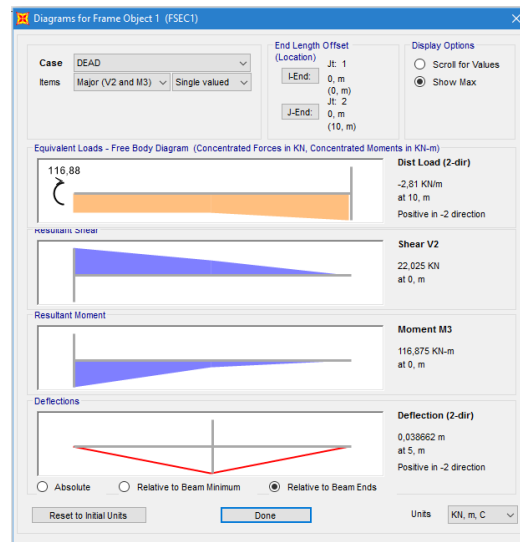 Diagrams for Frame Object 1 (FSEC1)
Case DEAD
Items Major (V2 and M3) Single valued
End Length Offset
(Location)
Jt: 1
I-End: 0, m
(0, m)
Jt: 2
J-End: 0, m
(10, m)
Display Options
Scroll for Values
Show Max
Equivalent Loads - Free Body Diagram (Concentrated Forces in KN, Concentrated Moments in KN-m)
116,88
Dist Load (2-dir)
-2,81 KN/m
at 10, m
Positive in -2 direction
Resultant Shear
Shear V2
22,025 KN
at 0, m
Resultant Moment
Moment M3
116,875 KN-m
at 0, m
Deflections
Deflection (2-dir)
0,038662 m
at 5, m
Positive in -2 direction
Absolute Relative to Beam Minimum Relative to Beam Ends
Reset to Initial Units Done Units KN, m, C